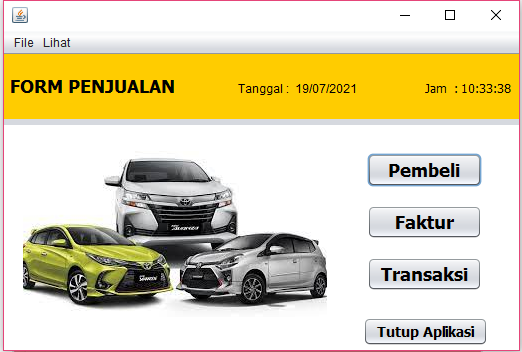 File Lihat
FORM PENJUALAN Tanggal : 19/07/2021 Jam : 10:33:38
Pembeli
Faktur
Transaksi
Tutup Aplikasi